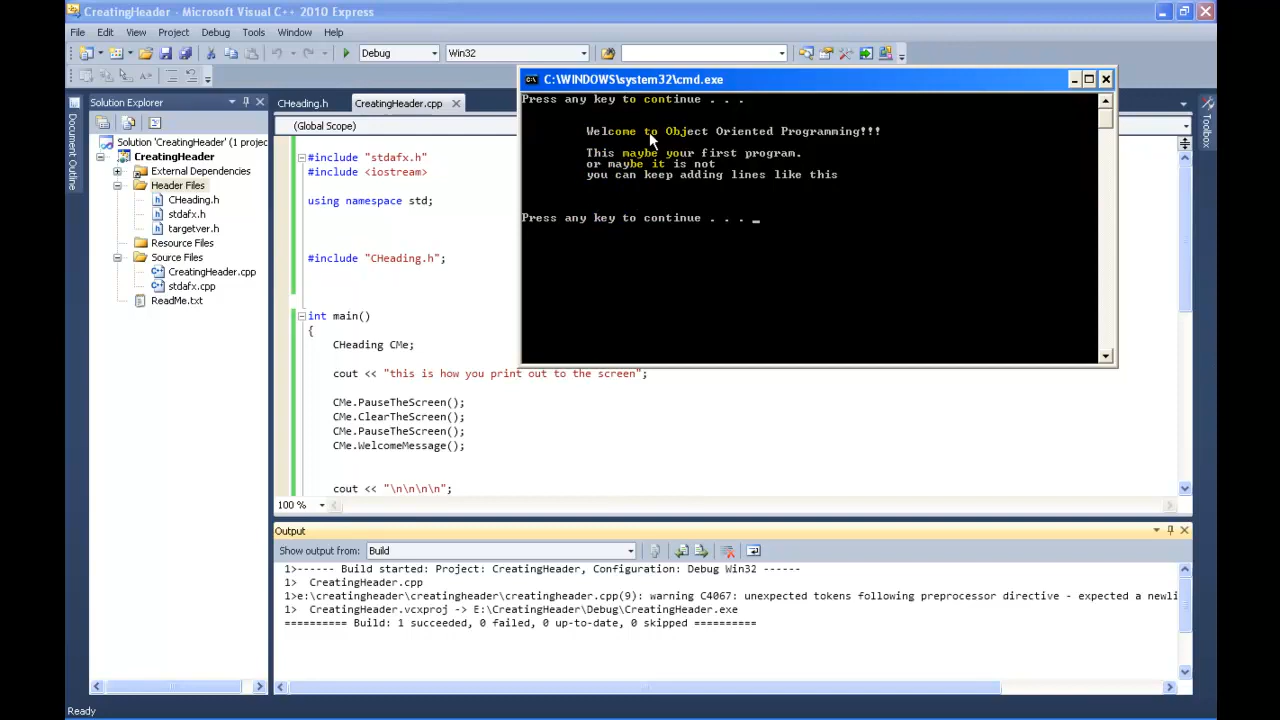 CreatingHeader - Microsoft Visual C++ 2010 Express
File Edit View Project Debug Tools Window Help
Debug Win32
Solution Explorer
Document Outline
Solution 'CreatingHeader' (1 projec
CreatingHeader
External Dependencies
Header Files
CHeading.h
stdafx.h
targetver.h
Resource Files
Source Files
CreatingHeader.cpp
stdafx.cpp
ReadMe.txt
CHeading.h CreatingHeader.cpp
(Global Scope)
#include "stdafx.h"
#include <iostream>
using namespace std;
#include "CHeading.h";
int main()
{
CHeading CMe;
cout << "this is how you print out to the screen";
CMe.PauseTheScreen();
CMe.ClearTheScreen();
CMe.PauseTheScreen();
CMe.WelcomeMessage();
cout << "\n\n\n\n";
100 %
C:\WINDOWS\system32\cmd.exe
Press any key to continue . . .
Welcome to Object Oriented Programming!!!
This maybe your first program.
or maybe it is not
you can keep adding lines like this
Press any key to continue . . . _
Toolbox
Output
Show output from: Build
1>------ Build started: Project: CreatingHeader, Configuration: Debug Win32 ------
1> CreatingHeader.cpp
1>e:\creatingheader\creatingheader\creatingheader.cpp(9): warning C4067: unexpected tokens following preprocessor directive - expected a newli
1> CreatingHeader.vcxproj -> E:\CreatingHeader\Debug\CreatingHeader.exe
========== Build: 1 succeeded, 0 failed, 0 up-to-date, 0 skipped ==========
Ready